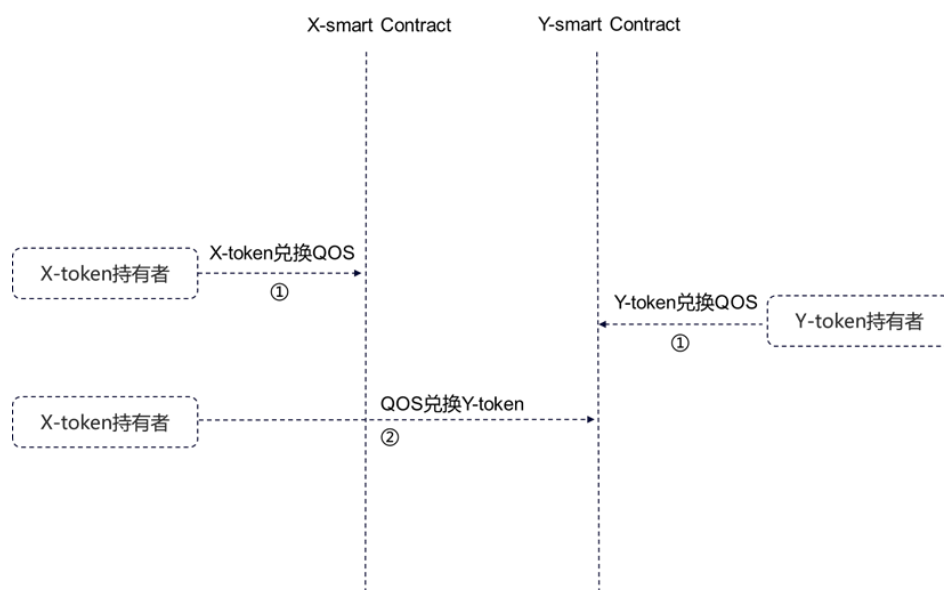 X-smart Contract
Y-smart Contract
X-token兑换QOS
X-token持有者
①
Y-token兑换QOS
Y-token持有者
①
QOS兑换Y-token
X-token持有者
②